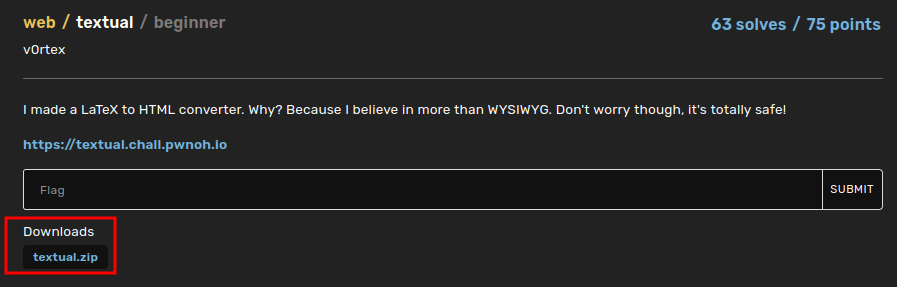 web / textual / beginner
63 solves / 75 points
v0rtex
I made a LaTeX to HTML converter. Why? Because I believe in more than WYSIWYG. Don't worry though, it's totally safe!
https://textual.chall.pwnoh.io
Flag
SUBMIT
Downloads
textual.zip